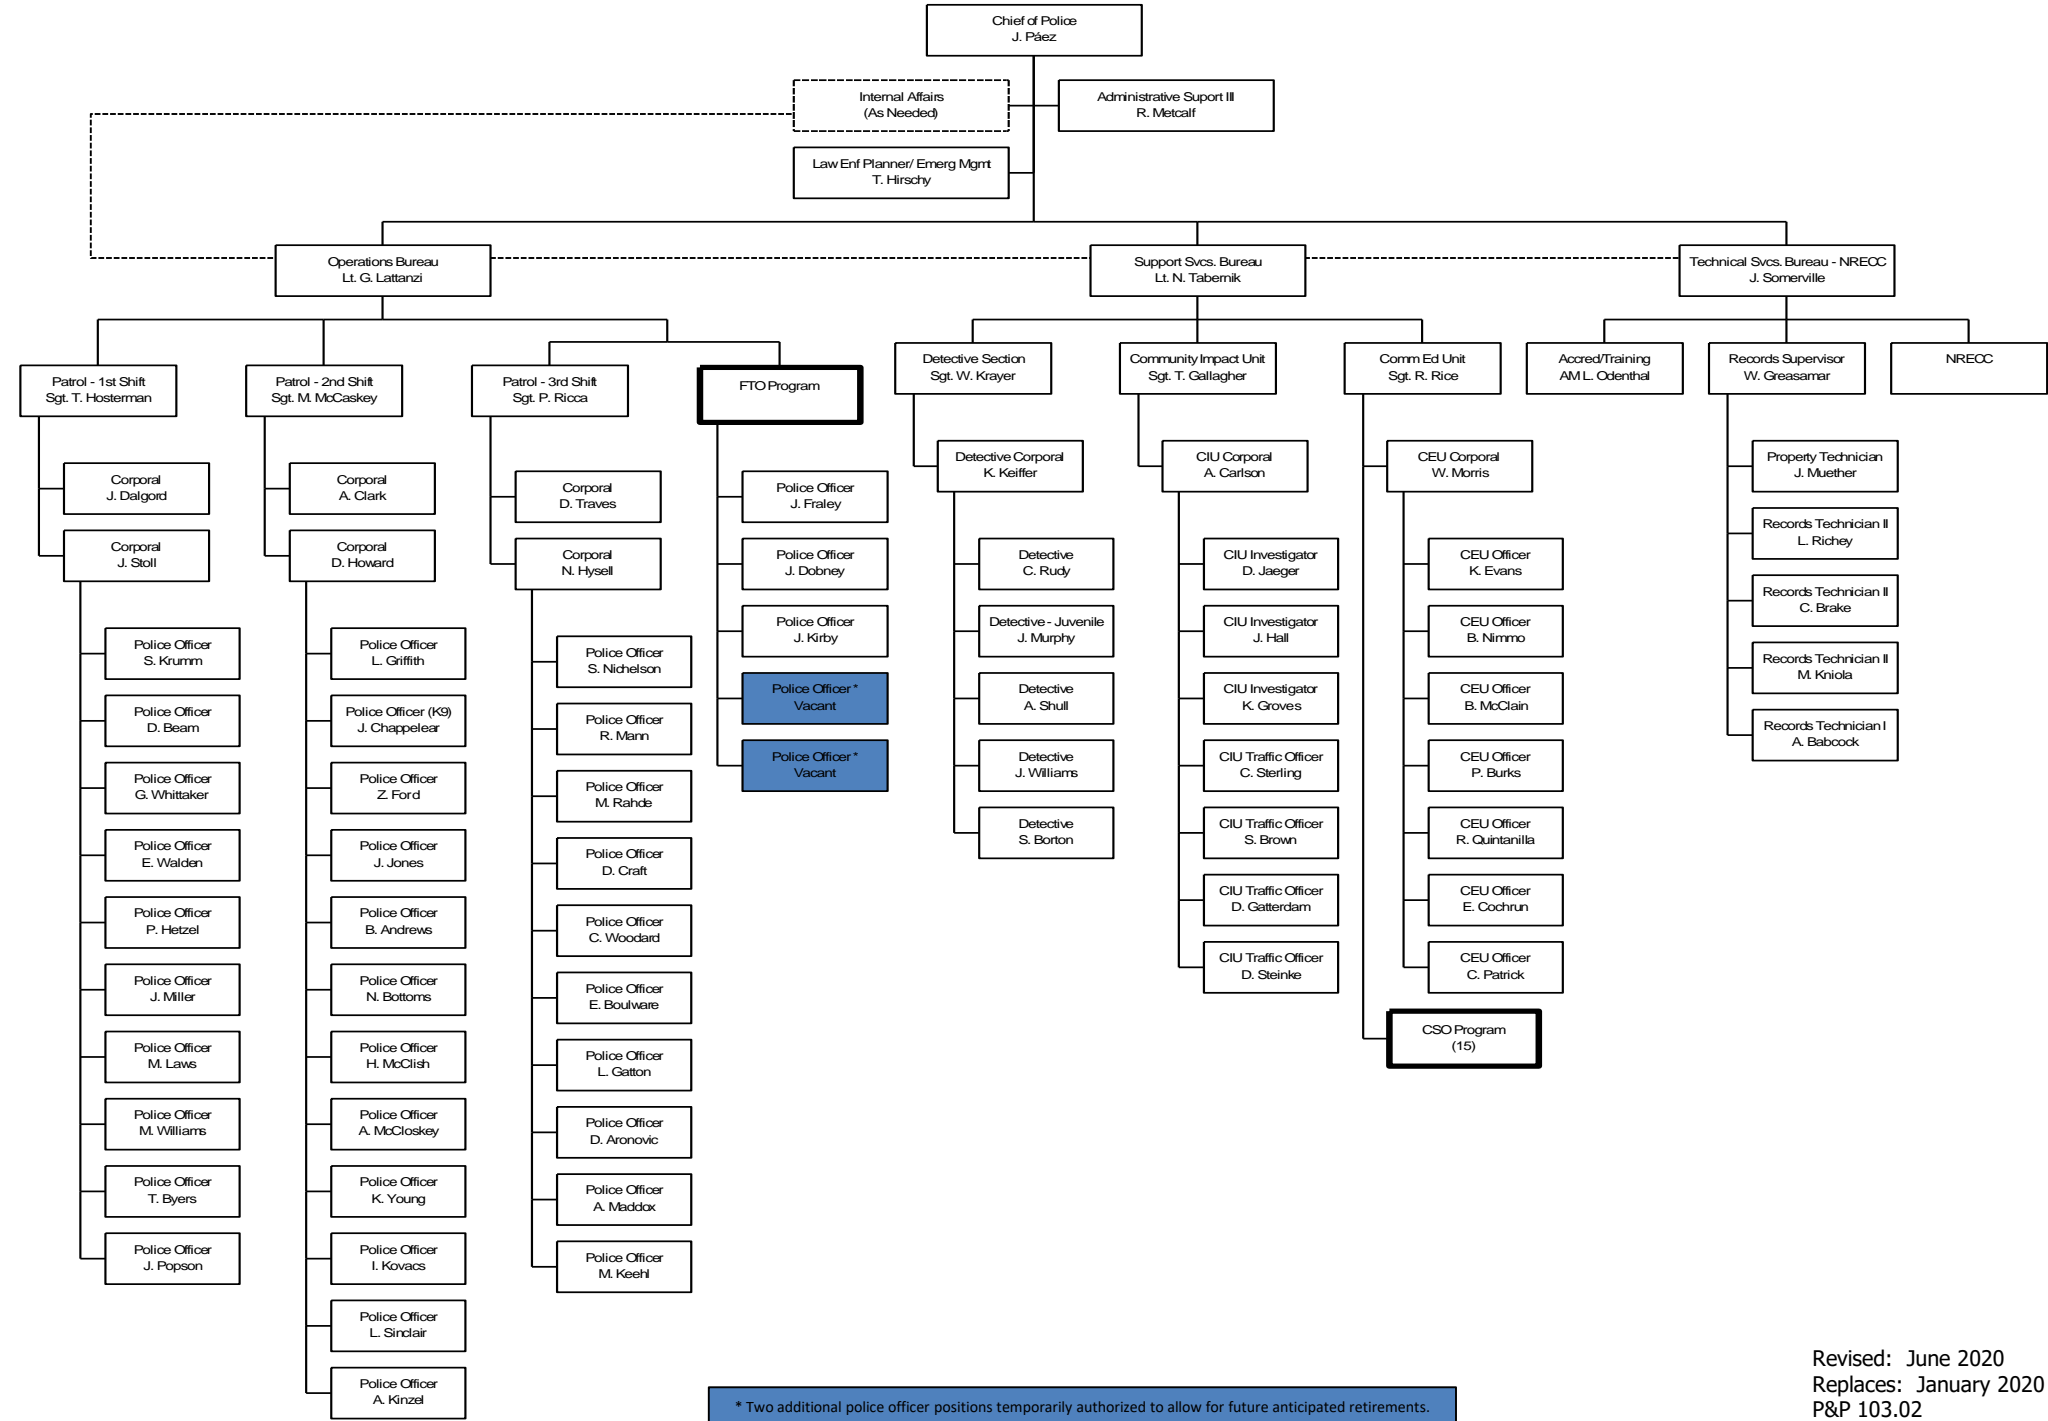 Chief of Police
J. Páez
Internal Affairs
(As Needed)
Administrative Suport III
R. Metcalf
Law Enf Planner/ Emerg Mgmt
T. Hirschy
Operations Bureau
Lt. G. Lattanzi
Support Svcs. Bureau
Lt. N. Tabernik
Technical Svcs. Bureau - NRECC
J. Somerville
Patrol - 1st Shift
Sgt. T. Hosterman
Patrol - 2nd Shift
Sgt. M. McCaskey
Patrol - 3rd Shift
Sgt. P. Ricca
FTO Program
Detective Section
Sgt. W. Krayer
Community Impact Unit
Sgt. T. Gallagher
Comm Ed Unit
Sgt. R. Rice
Accred/Training
AM L. Odenthal
Records Supervisor
W. Greasamar
NRECC
Corporal
J. Dalgord
Corporal
J. Stoll
Police Officer
S. Krumm
Police Officer
D. Beam
Police Officer
G. Whittaker
Police Officer
E. Walden
Police Officer
P. Hetzel
Police Officer
J. Miller
Police Officer
M. Laws
Police Officer
M. Williams
Police Officer
T. Byers
Police Officer
J. Popson
Corporal
A. Clark
Corporal
D. Howard
Police Officer
L. Griffith
Police Officer (K9)
J. Chappelear
Police Officer
Z. Ford
Police Officer
J. Jones
Police Officer
B. Andrews
Police Officer
N. Bottoms
Police Officer
H. McClish
Police Officer
A. McCloskey
Police Officer
K. Young
Police Officer
I. Kovacs
Police Officer
L. Sinclair
Police Officer
A. Kinzel
Corporal
D. Traves
Corporal
N. Hysell
Police Officer
S. Nichelson
Police Officer
R. Mann
Police Officer
M. Rahde
Police Officer
D. Craft
Police Officer
C. Woodard
Police Officer
E. Boulware
Police Officer
L. Gatton
Police Officer
D. Aronovic
Police Officer
A. Maddox
Police Officer
M. Keehl
Police Officer
J. Fraley
Police Officer
J. Dobney
Police Officer
J. Kirby
Police Officer *
Vacant
Police Officer *
Vacant
Detective Corporal
K. Keiffer
Detective
C. Rudy
Detective - Juvenile
J. Murphy
Detective
A. Shull
Detective
J. Williams
Detective
S. Borton
CIU Corporal
A. Carlson
CIU Investigator
D. Jaeger
CIU Investigator
J. Hall
CIU Investigator
K. Groves
CIU Traffic Officer
C. Sterling
CIU Traffic Officer
S. Brown
CIU Traffic Officer
D. Gatterdam
CIU Traffic Officer
D. Steinke
CEU Corporal
W. Morris
CEU Officer
K. Evans
CEU Officer
B. Nimmo
CEU Officer
B. McClain
CEU Officer
P. Burks
CEU Officer
R. Quintanilla
CEU Officer
E. Cochrun
CEU Officer
C. Patrick
CSO Program
(15)
Property Technician
J. Muether
Records Technician II
L. Richey
Records Technician II
C. Brake
Records Technician II
M. Kniola
Records Technician I
A. Babcock
* Two additional police officer positions temporarily authorized to allow for future anticipated retirements.
Revised: June 2020
Replaces: January 2020
P&P 103.02